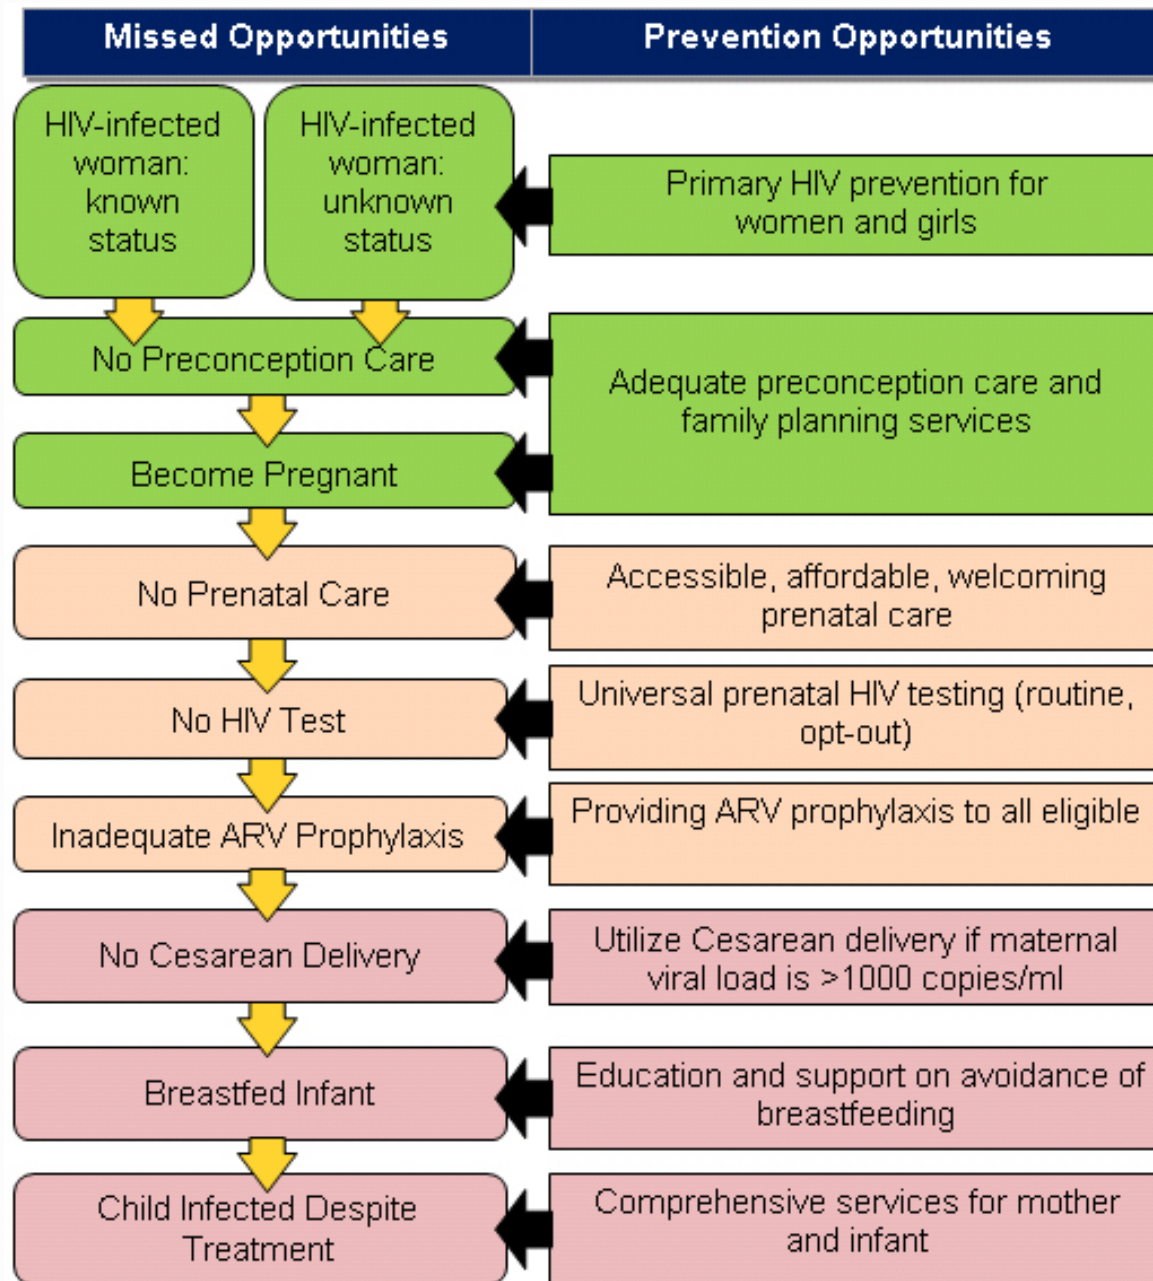 Missed Opportunities
Prevention Opportunities
HIV-infected
woman:
known
status
HIV-infected
woman:
unknown
status
Primary HIV prevention for
women and girls
No Preconception Care
Adequate preconception care and
family planning services
Become Pregnant
No Prenatal Care
Accessible, affordable, welcoming
prenatal care
No HIV Test
Universal prenatal HIV testing (routine,
opt-out)
Inadequate ARV Prophylaxis
Providing ARV prophylaxis to all eligible
No Cesarean Delivery
Utilize Cesarean delivery if maternal
viral load is >1000 copies/ml
Breastfed Infant
Education and support on avoidance of
breastfeeding
Child Infected Despite
Treatment
Comprehensive services for mother
and infant